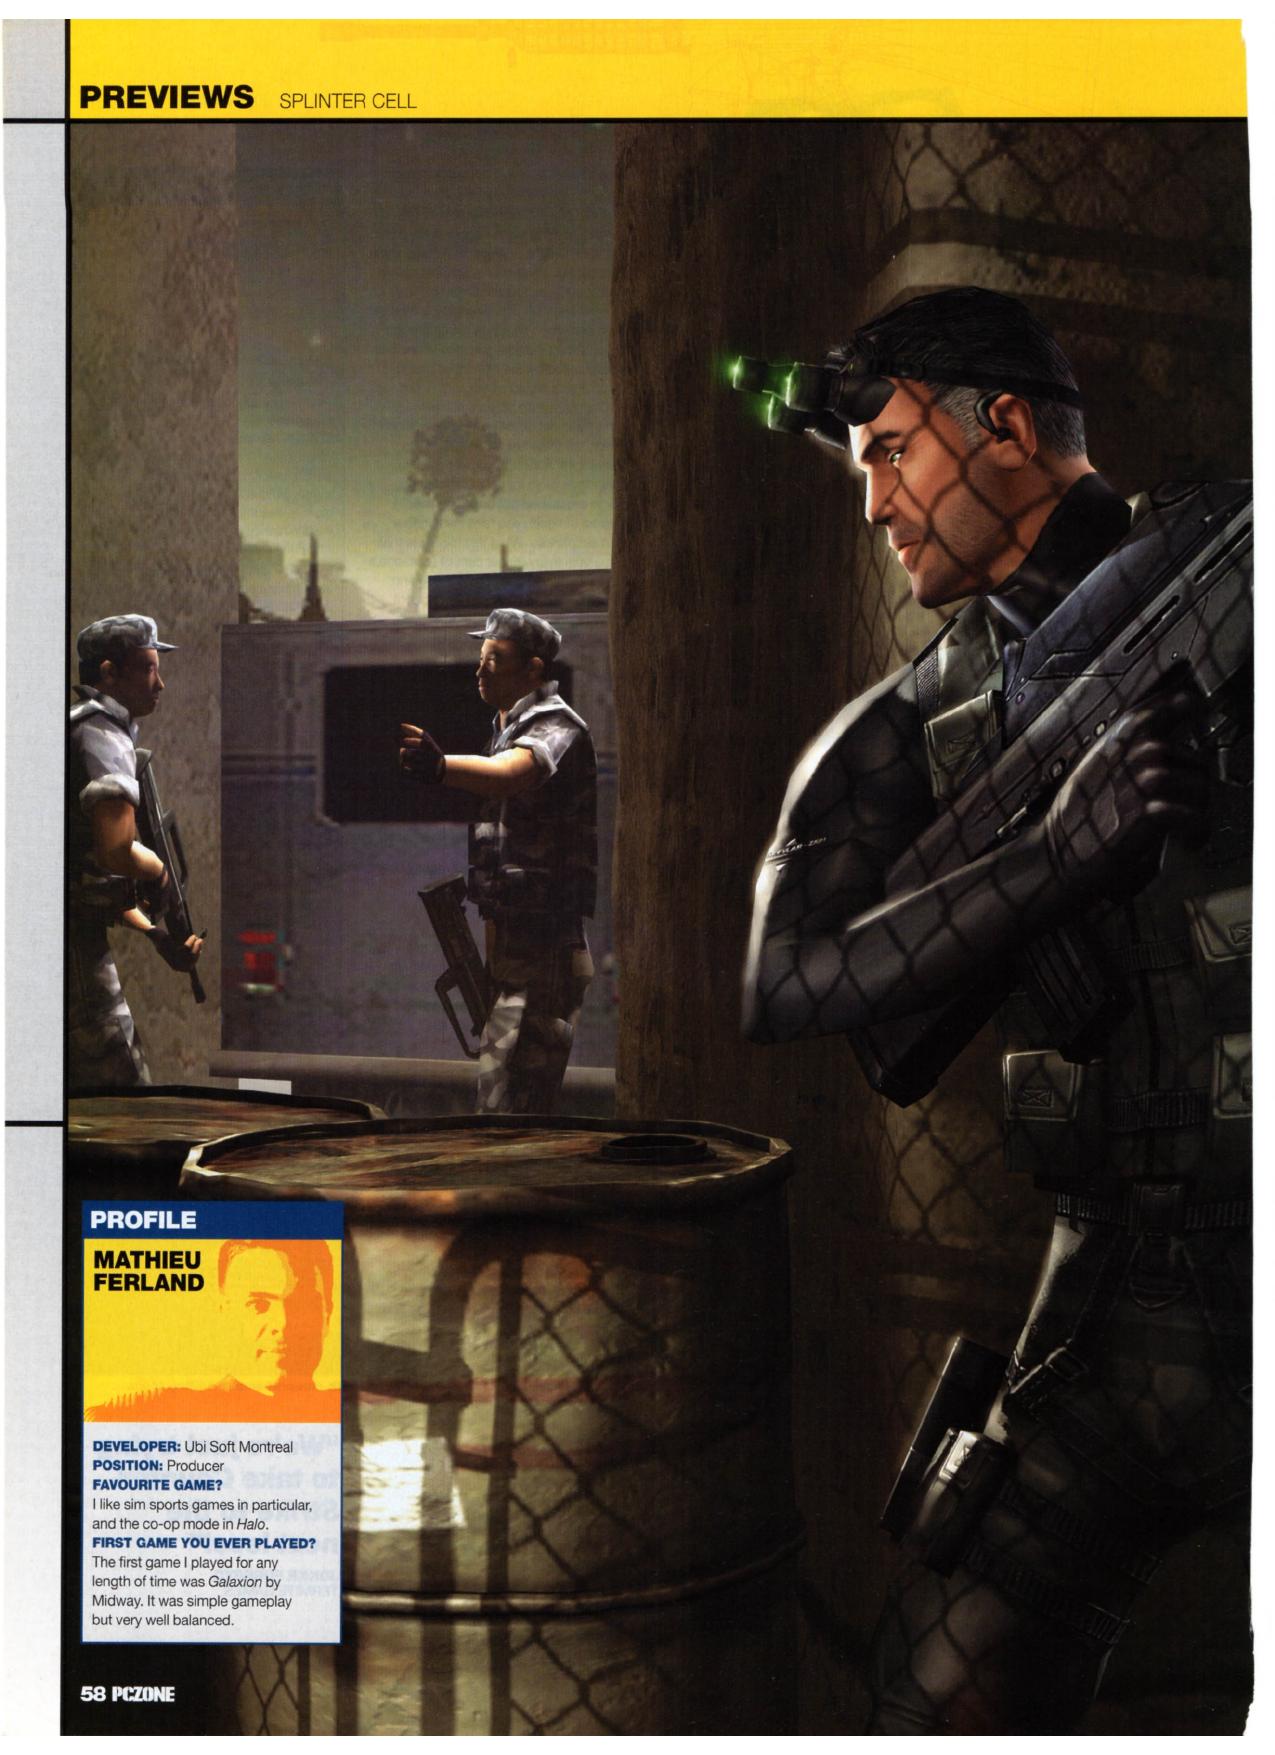 PREVIEWS SPLINTER CELL
PROFILE
MATHIEU
FERLAND
DEVELOPER: Ubi Soft Montreal
POSITION: Producer
FAVOURITE GAME?
I like sim sports games in particular,
and the co-op mode in Halo.
FIRST GAME YOU EVER PLAYED?
The first game I played for any
length of time was Galaxion by
Midway. It was simple gameplay
but very well balanced.
58 PCZONE